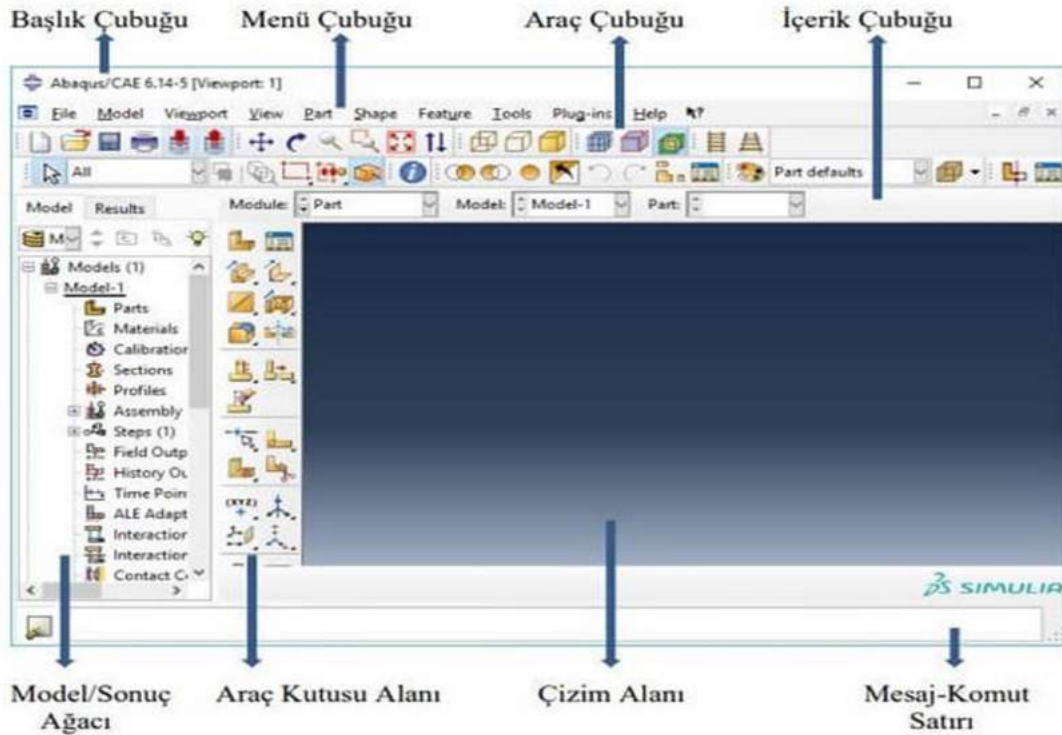 Başlık Çubuğu Menü Çubuğu Araç Çubuğu İçerik Çubuğu
Abaqus/CAE 6.14-5 [Viewport: 1]
File Model Viewport View Part Shape Feature Tools Plug-ins Help
All Part defaults
Model Results Module: Part Model: Model-1 Part:
M
Models (1)
Model-1
Parts
Materials
Calibration
Sections
Profiles
Assembly
Steps (1)
Field Outp
History Ou
Time Poin
ALE Adapt
Interaction
Interaction
Contact C
(XYZ)
SIMULIA
Model/Sonuç Araç Kutusu Alanı Çizim Alanı Mesaj-Komut
Ağacı Satırı